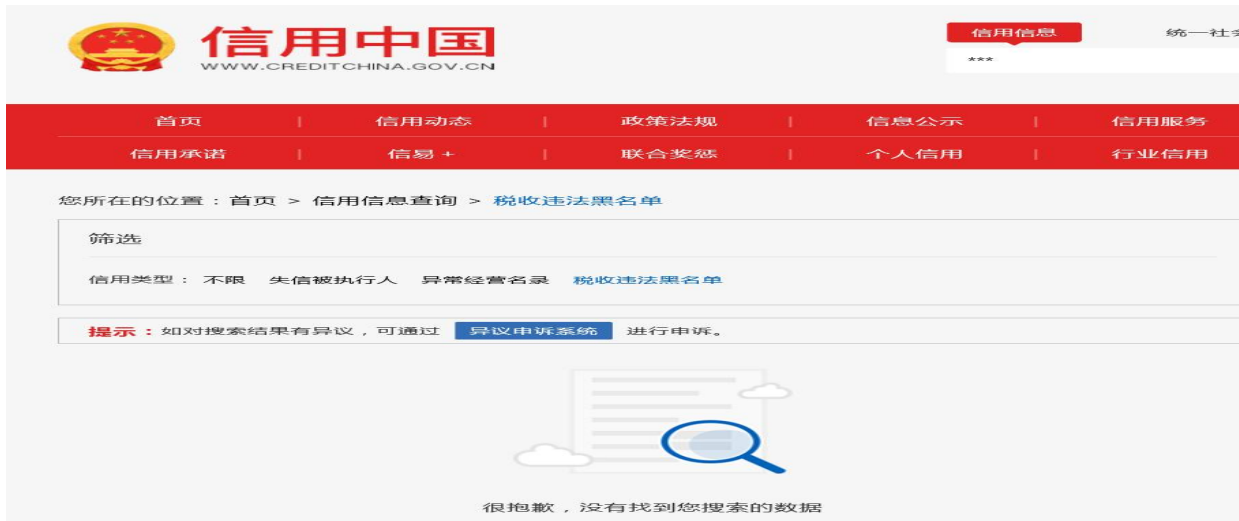 信用中国
WWW.CREDITCHINA.GOV.CN
信用信息 统一社
***
首页 | 信用动态 | 政策法规 | 信息公示 | 信用服务
信用承诺 | 信易+ | 联合奖惩 | 个人信用 | 行业信用
您所在的位置：首页 > 信用信息查询 > 税收违法黑名单
筛选
信用类型： 不限 失信被执行人 异常经营名录 税收违法黑名单
提示：如对搜索结果有异议，可通过 异议申诉系统 进行申诉。
很抱歉，没有找到您搜索的数据